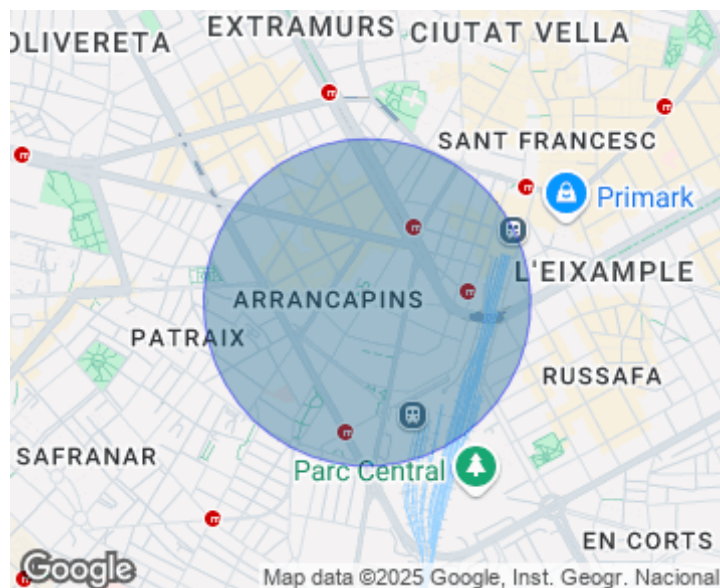 EXTRAMURS
CIUTAT VELLA
OLIVERETA
SANT FRANCESC
Primark
L'EIXAMPLE
ARRANCAPINS
PATRAIX
RUSSAFA
SAFRANAR
Parc Central
EN CORTS
Google
Map data ©2025 Google, Inst. Geogr. Nacional